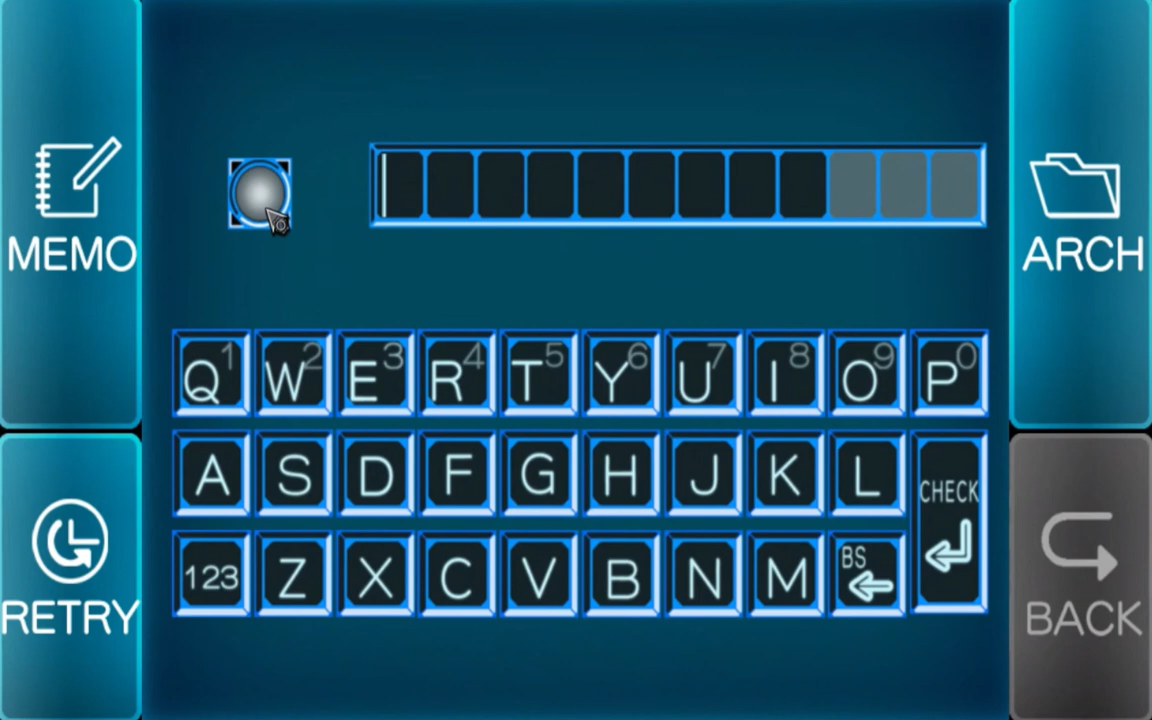 MEMO
ARCH
Q1 W2 E3 R4 T5 Y6 U7 I8 O9 P0
A S D F G H J K L CHECK
123 Z X C V B N M BS
RETRY
BACK